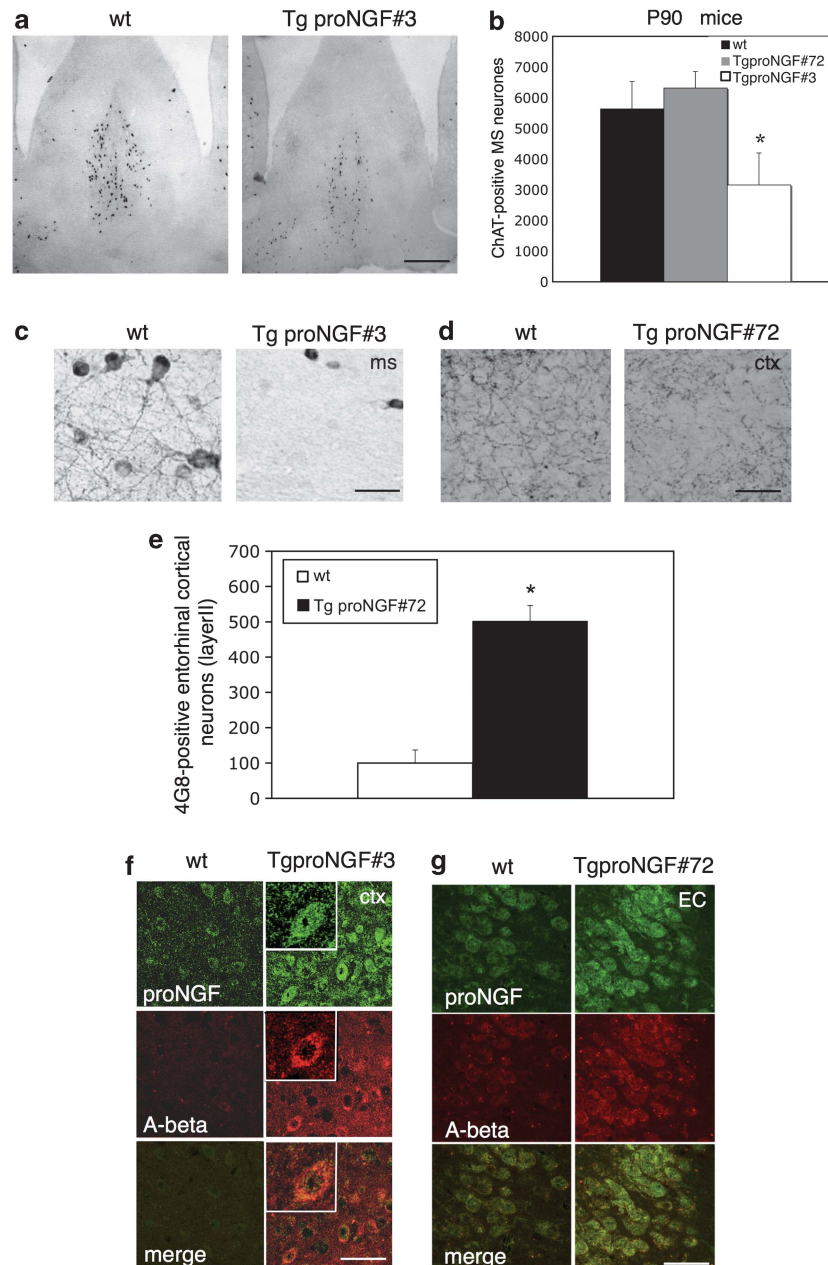 a
wt
Tg proNGF#3
b
P90 mice
wt
TgproNGF#72
TgproNGF#3
ChAT-positive MS neurones
8000
7000
6000
5000
4000
3000
2000
1000
0
*
c
wt
Tg proNGF#3
ms
d
wt
Tg proNGF#72
ctx
e
4G8-positive entorhinal cortical
neurons (layerII)
700
600
500
400
300
200
100
0
wt
Tg proNGF#72
*
f
wt
TgproNGF#3
ctx
proNGF
A-beta
merge
g
wt
TgproNGF#72
EC
proNGF
A-beta
merge